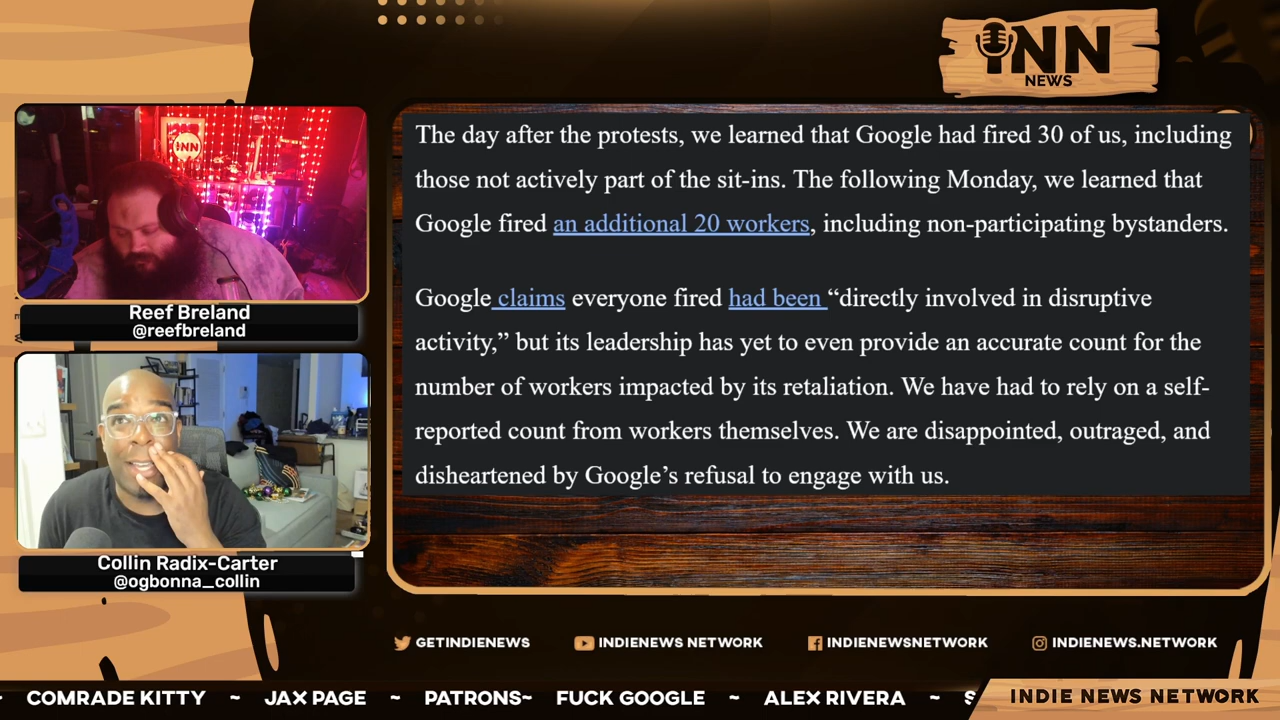 INN
NEWS
INN
The day after the protests, we learned that Google had fired 30 of us, including
those not actively part of the sit-ins. The following Monday, we learned that
Google fired an additional 20 workers, including non-participating bystanders.
Google claims everyone fired had been “directly involved in disruptive
activity,” but its leadership has yet to even provide an accurate count for the
number of workers impacted by its retaliation. We have had to rely on a self-
reported count from workers themselves. We are disappointed, outraged, and
disheartened by Google’s refusal to engage with us.
Reef Breland
@reefbreland
Collin Radix-Carter
@ogbonna_collin
GETINDIENEWS
INDIENEWS NETWORK
INDIENEWSNETWORK
INDIENEWS.NETWORK
COMRADE KITTY ~ JAX PAGE ~ PATRONS~ FUCK GOOGLE ~ ALEX RIVERA ~
INDIE NEWS NETWORK